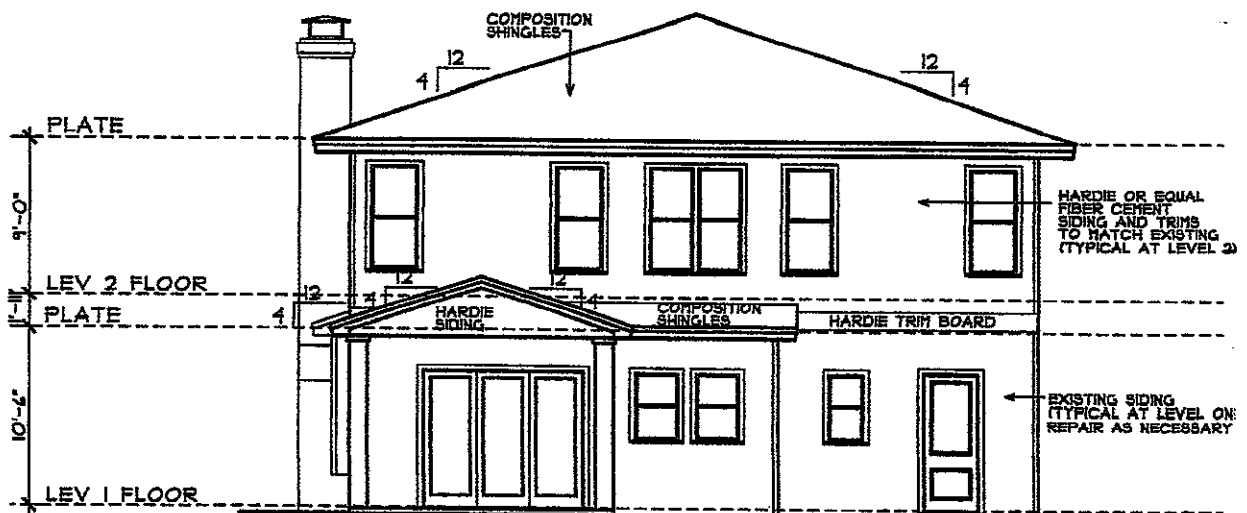 COMPOSITION
SHINGLES
12
4
12
4
PLATE
9'-0"
HARDIE OR EQUAL
FIBER CEMENT
SIDING AND TRIMS
TO MATCH EXISTING
(TYPICAL AT LEVEL 2)
LEV 2 FLOOR
12
4
12
4
12
4
1'-11"
PLATE
HARDIE
SIDING
COMPOSITION
SHINGLES
HARDIE TRIM BOARD
10'-6"
EXISTING SIDING
(TYPICAL AT LEVEL ON
REPAIR AS NECESSARY
LEV 1 FLOOR